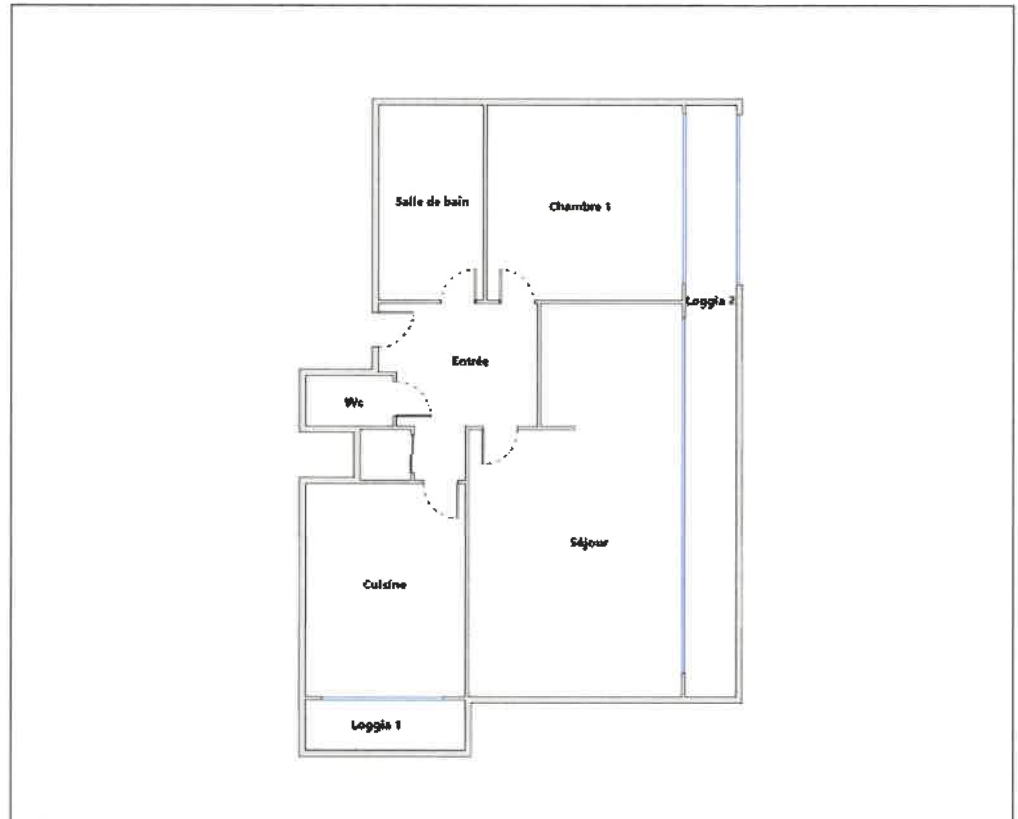 Salle de bain
Chambre 1
Loggia 2
Entrée
Wc
Séjour
Cuisine
Loggia 1